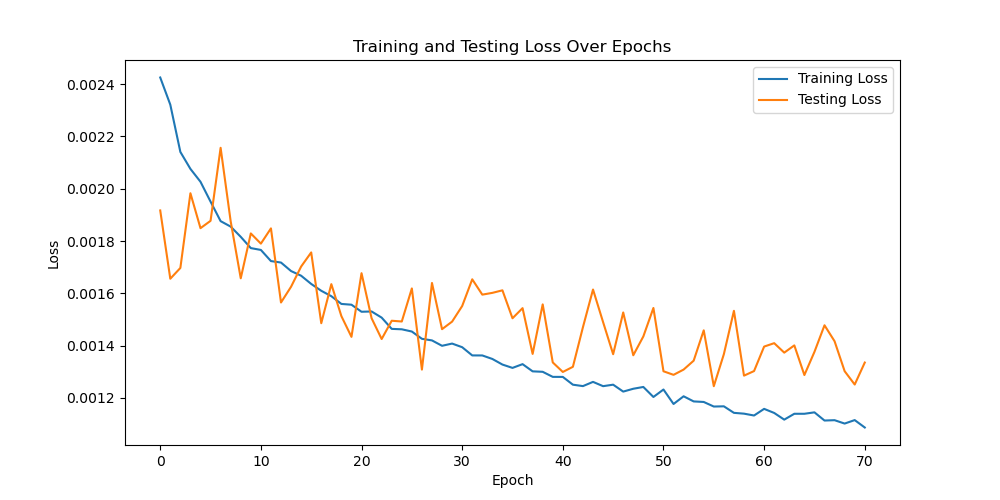 Training and Testing Loss Over Epochs
Training Loss
Testing Loss
0.0024
0.0022
0.0020
0.0018
0.0016
0.0014
0.0012
Loss
0 10 20 30 40 50 60 70
Epoch